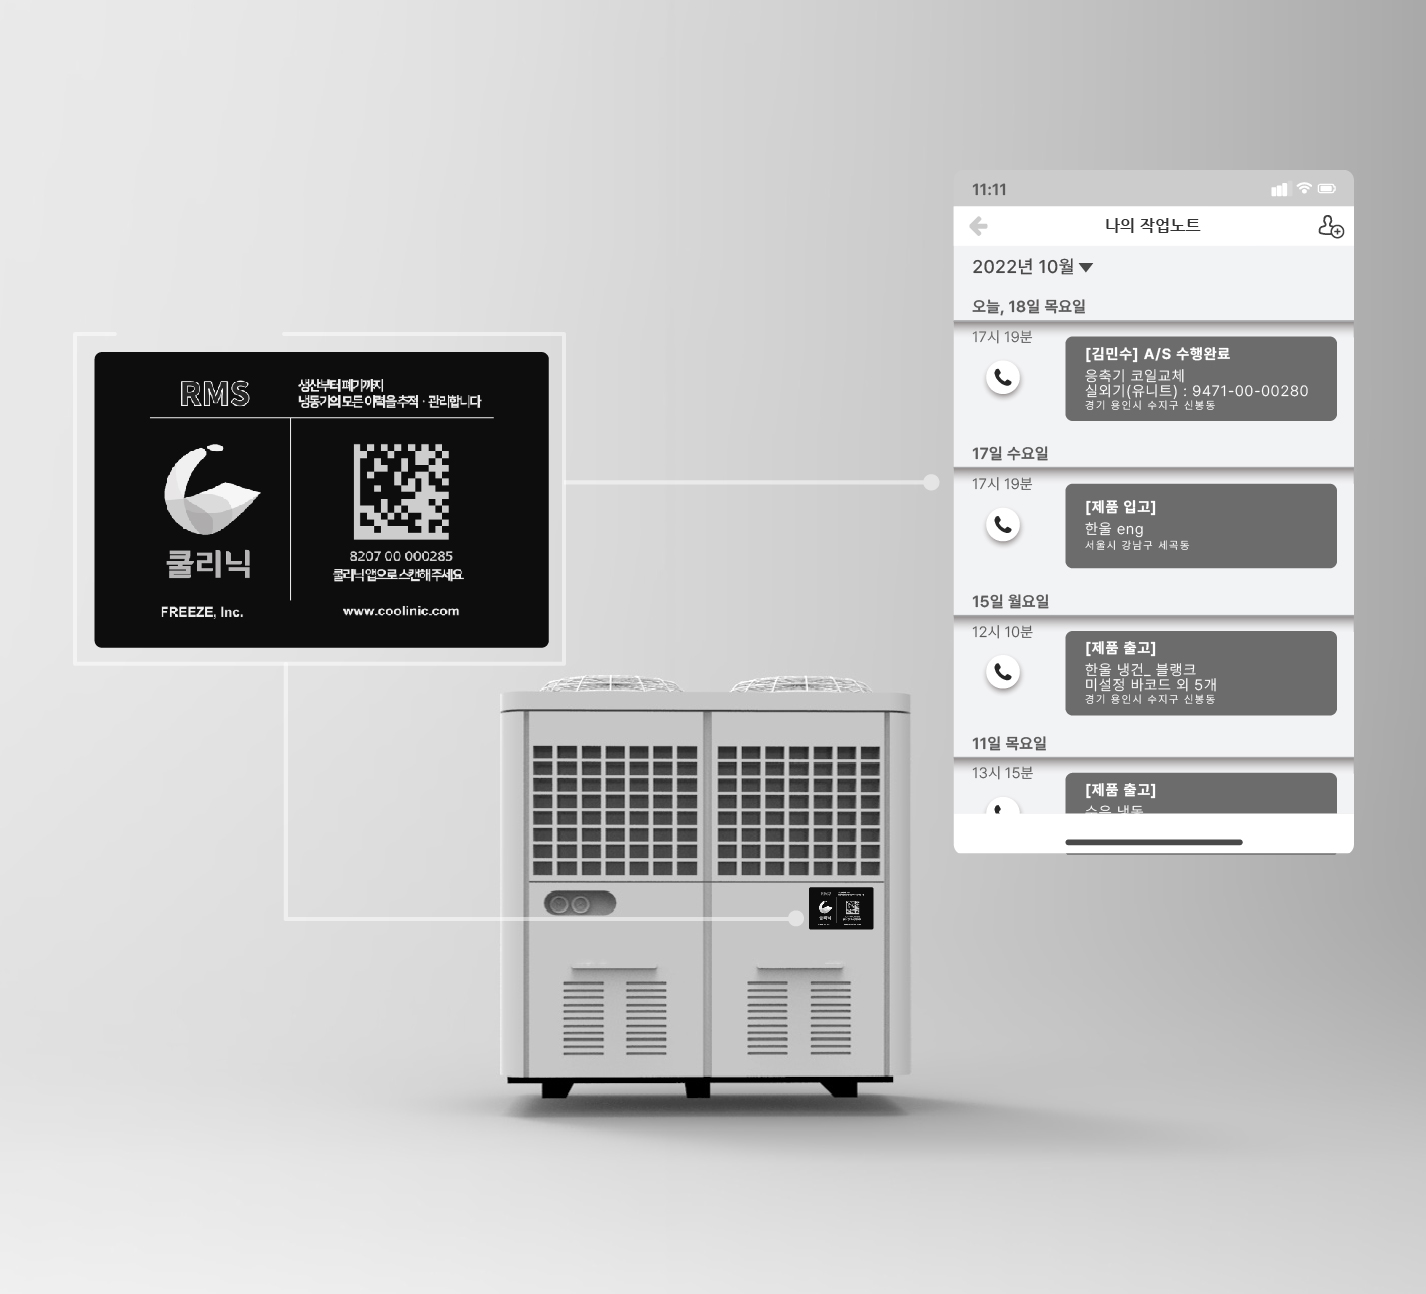 RMS
생산부터 폐기까지
냉동기의 모든 이력을 추적 · 관리합니다
쿨리닉
FREEZE, Inc.
8207 00 000285
쿨리닉 앱으로 스캔해 주세요.
www.coolinic.com
11:11
나의 작업노트
2022년 10월
오늘, 18일 목요일
17시 19분
[김민수] A/S 수행완료
응축기 코일교체
실외기(유니트) : 9471-00-00280
경기 용인시 수지구 신봉동
17일 수요일
17시 19분
[제품 입고]
한울 eng
서울시 강남구 세곡동
15일 월요일
12시 10분
[제품 출고]
한울 냉건_ 블랭크
미설정 바코드 외 5개
경기 용인시 수지구 신봉동
11일 목요일
13시 15분
[제품 출고]
RMS
쿨리닉